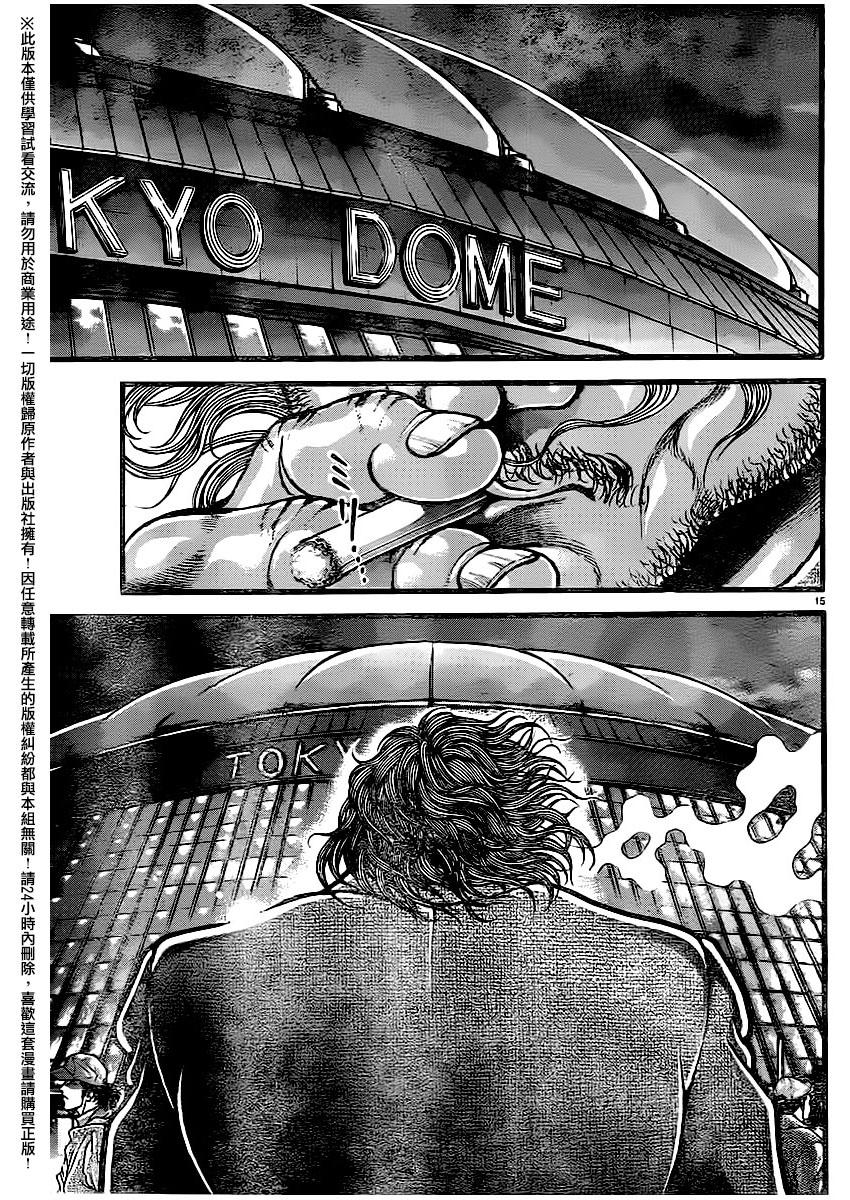 ※此版本僅供學習試看交流，請勿用於商業用途！一切版權歸原作者與出版社擁有！因任意轉載所產生的版權糾紛都與本組無關！請24小時內刪除，喜歡這套漫畫請購買正版！
KYO DOME
15
TOKY